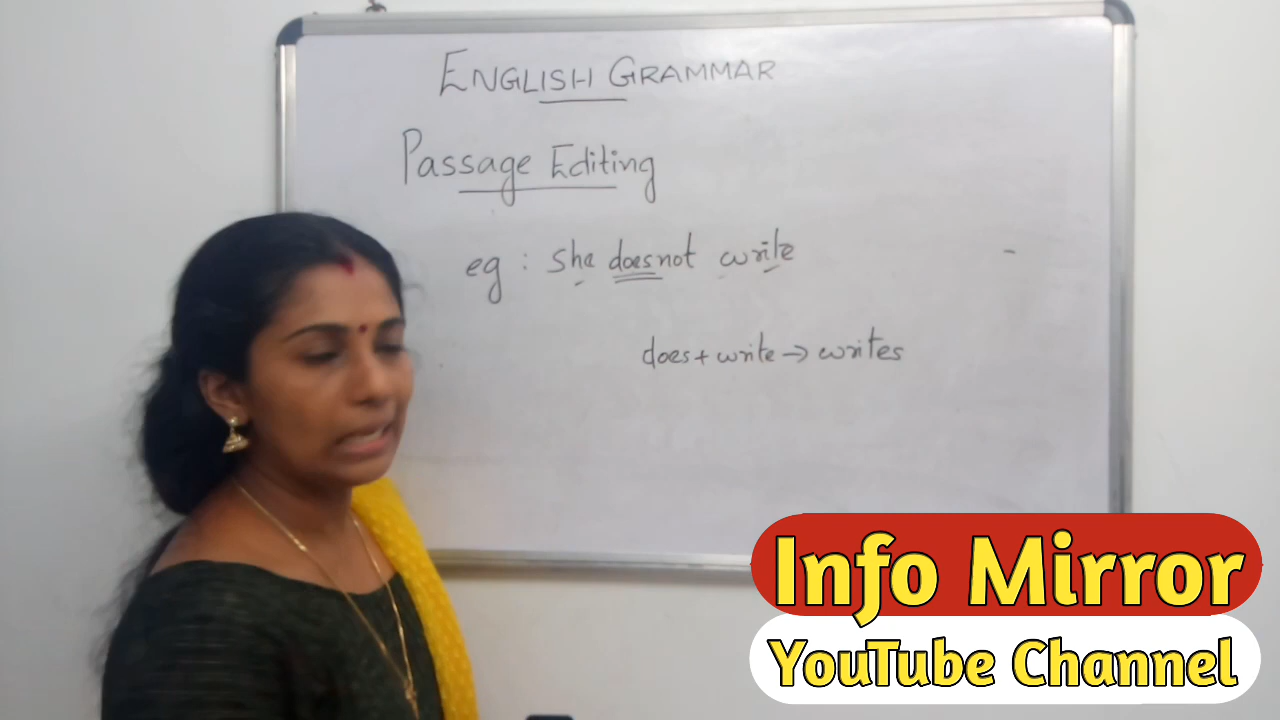 ENGLISH GRAMMAR
Passage Editing
eg : she doesnot write
does + write → writes
Info Mirror
YouTube Channel